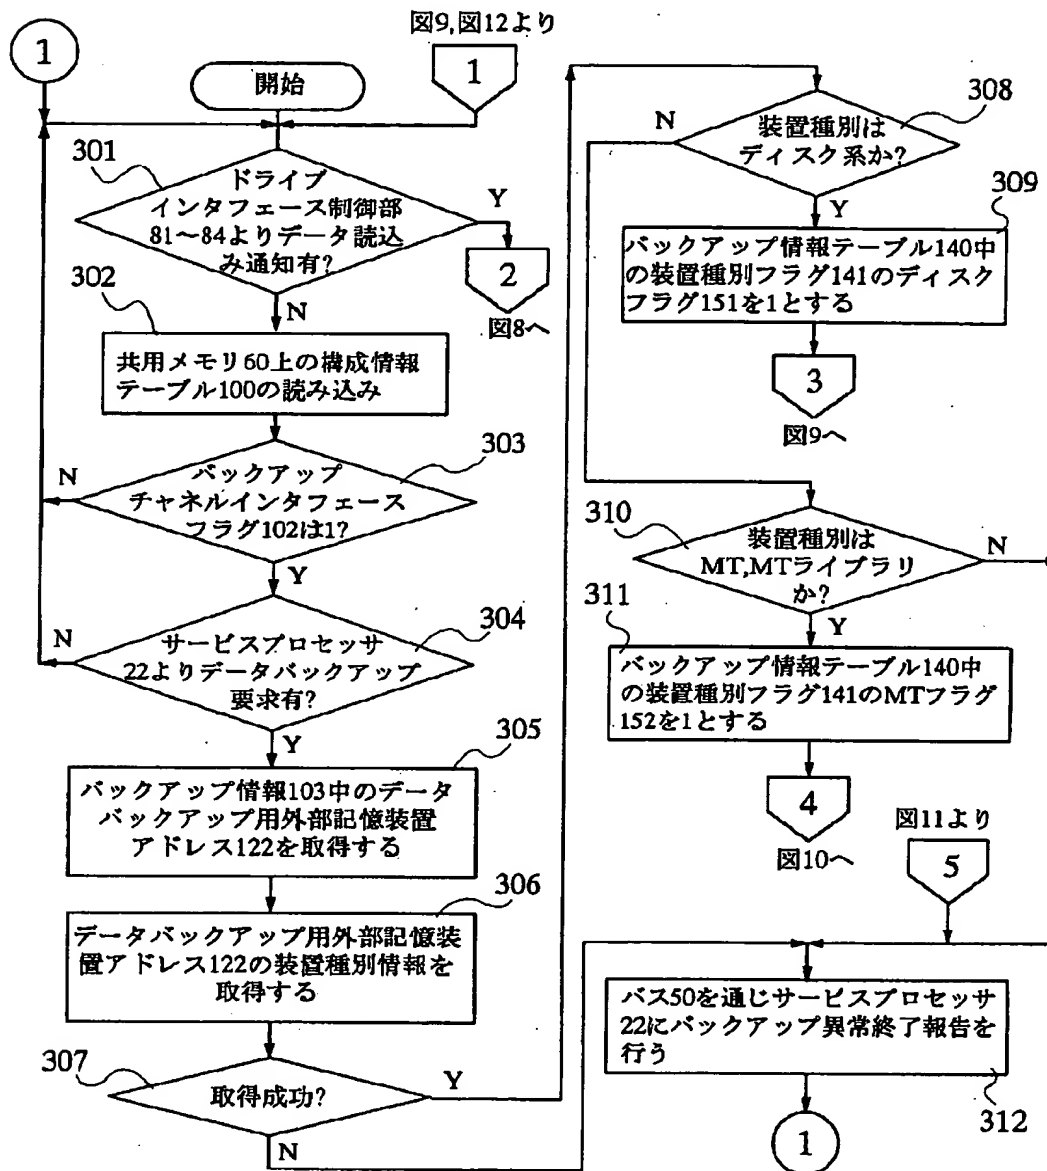 1
開始
図9,図12より
1
301
ドライブ
インタフェース制御部
81〜84よりデータ読込
み通知有?
Y
2
図8へ
N
302
共用メモリ60上の構成情報
テーブル100の読み込み
303
N
バックアップ
チャネルインタフェース
フラグ102は1?
Y
304
N
サービスプロセッサ
22よりデータバックアップ
要求有?
Y
305
バックアップ情報103中のデータ
バックアップ用外部記憶装置
アドレス122を取得する
306
データバックアップ用外部記憶装
置アドレス122の装置種別情報を
取得する
307
取得成功?
Y
N
308
N
装置種別は
ディスク系か?
Y
309
バックアップ情報テーブル140中
の装置種別フラグ141のディスク
フラグ151を1とする
3
図9へ
310
装置種別は
MT,MTライブラリ
か?
N
Y
311
バックアップ情報テーブル140中
の装置種別フラグ141のMTフラグ
152を1とする
4
図10へ
図11より
5
バス50を通じサービスプロセッサ
22にバックアップ異常終了報告を
行う
312
1